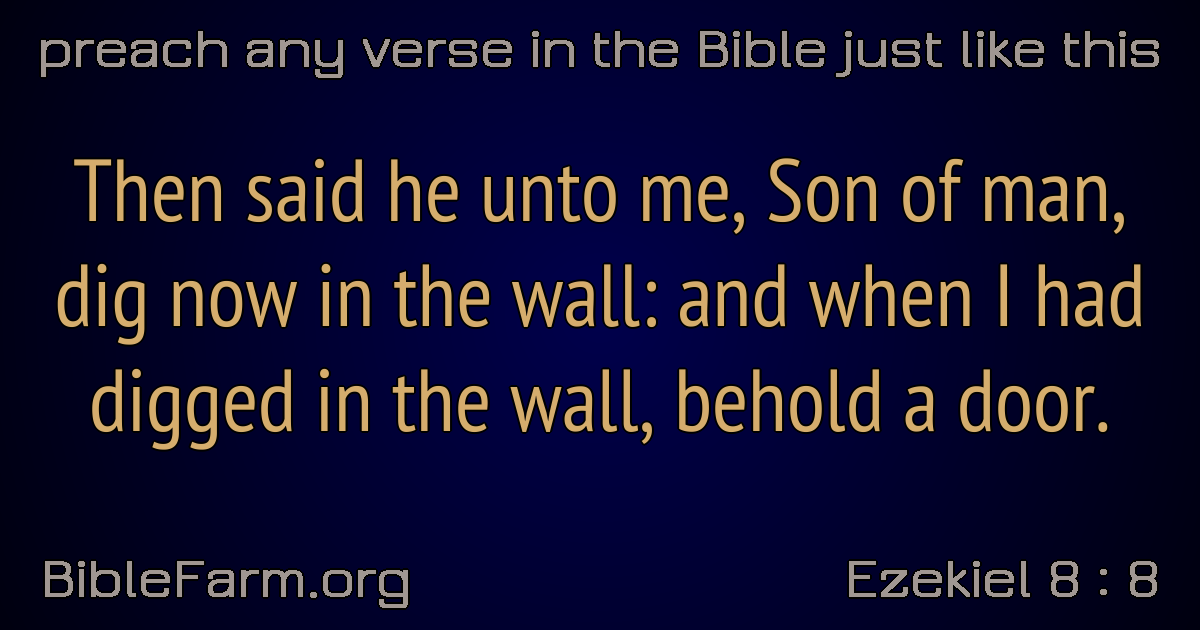 preach any verse in the Bible just like this
Then said he unto me, Son of man,
dig now in the wall: and when I had
digged in the wall, behold a door.
BibleFarm.org
Ezekiel 8 : 8